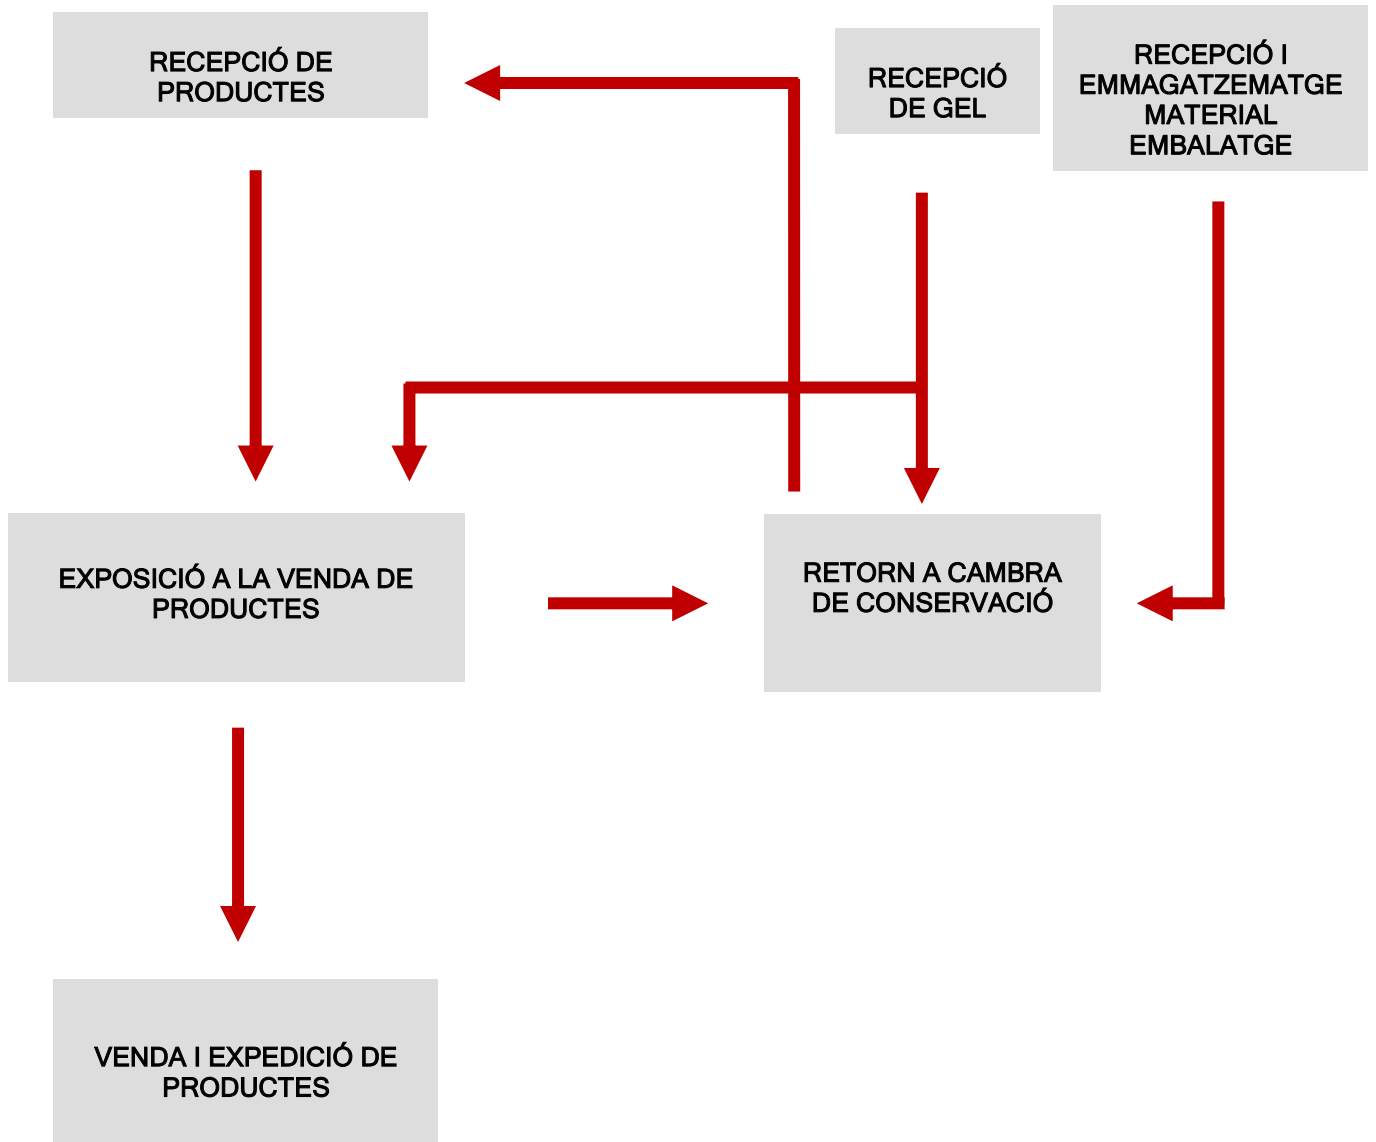 RECEPCIÓ DE
PRODUCTES
RECEPCIÓ
DE GEL
RECEPCIÓ I
EMMAGATZEMATGE
MATERIAL
EMBALATGE
EXPOSICIÓ A LA VENDA DE
PRODUCTES
RETORN A CAMBRA
DE CONSERVACIÓ
VENDA I EXPEDICIÓ DE
PRODUCTES